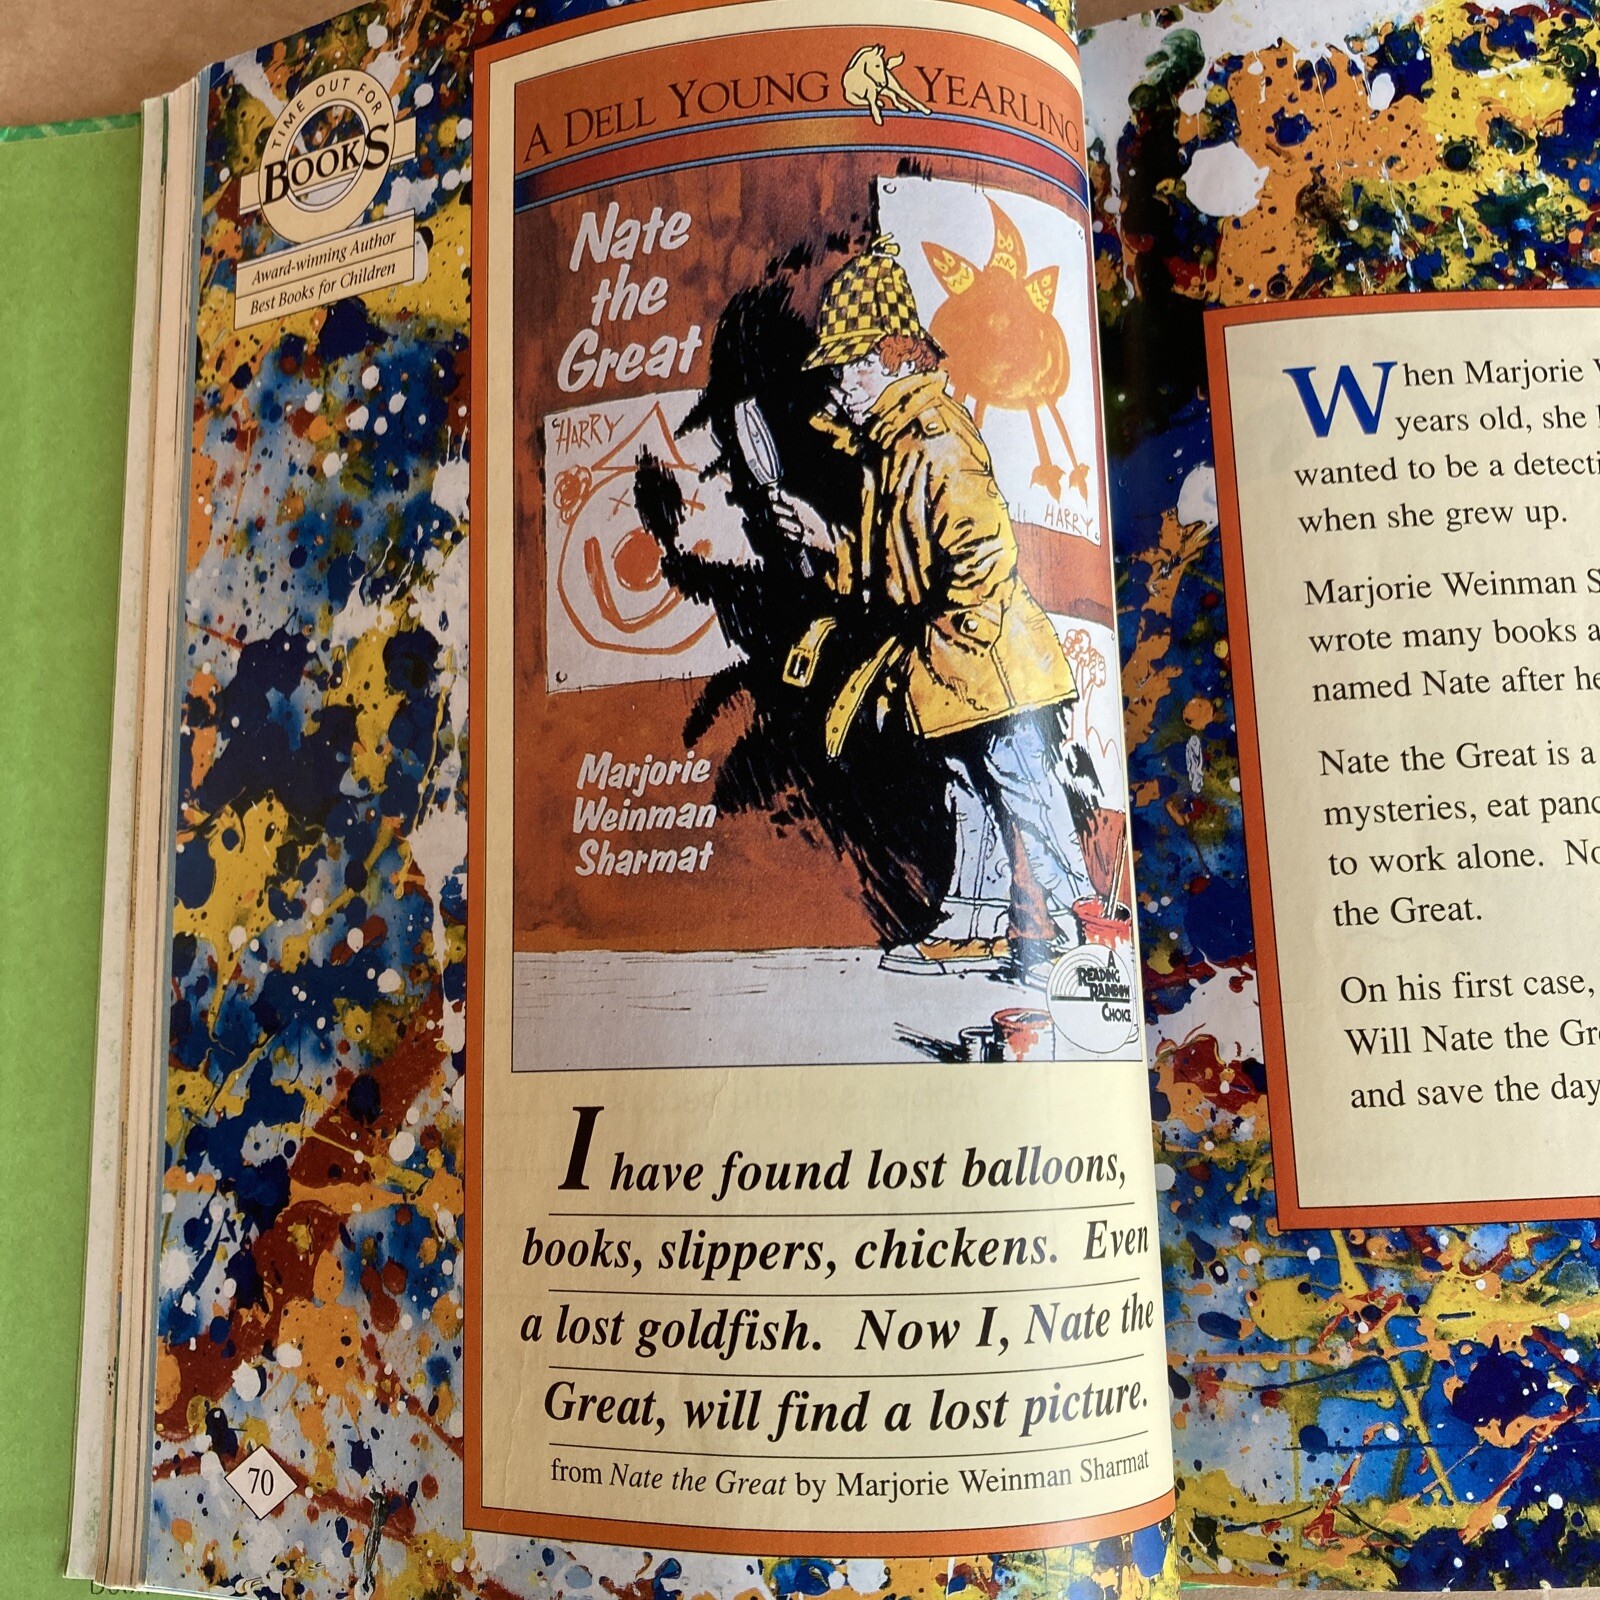 TIME OUT FOR
BOOKS
Award-winning Author
Best Books for Children
A DELL YOUNG YEARLING
Nate
the
Great
HARRY
HARRY
Marjorie
Weinman
Sharmat
A
READING
RAINBOW
CHOICE
I have found lost balloons,
books, slippers, chickens. Even
a lost goldfish. Now I, Nate the
Great, will find a lost picture.
from Nate the Great by Marjorie Weinman Sharmat
70
When Marjorie
years old, she
wanted to be a
when she grew up.
Marjorie Weinman
wrote many books
named Nate after
Nate the Great is a
mysteries, eat
to work alone.
the Great.
On his first case,
Will Nate the
and save the day